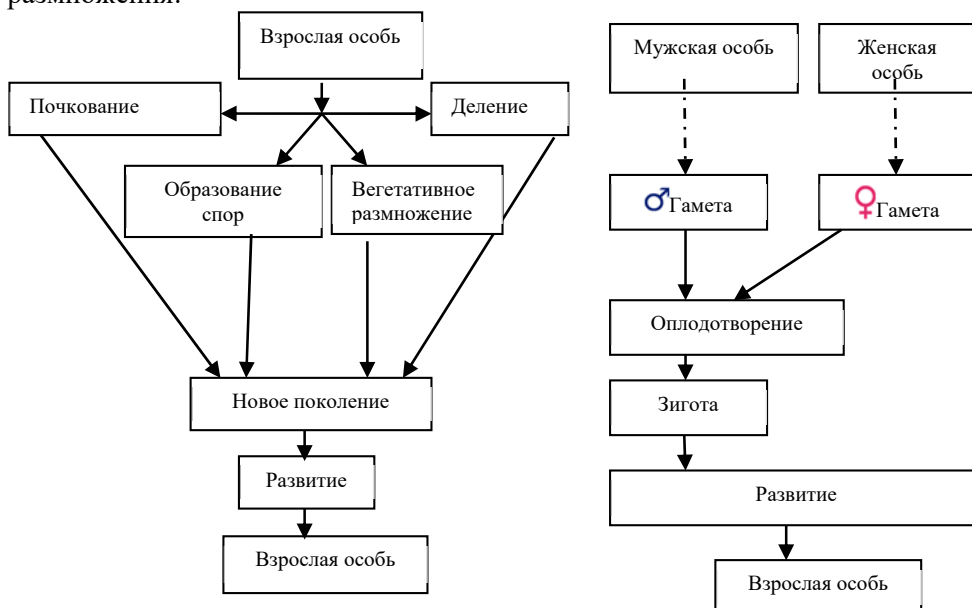 размножения.
Взрослая особь
Почкование
Деление
Образование
спор
Вегетативное
размножение
Новое поколение
Развитие
Взрослая особь
Мужская особь
Женская
особь
♂Гамета
♀Гамета
Оплодотворение
Зигота
Развитие
Взрослая особь